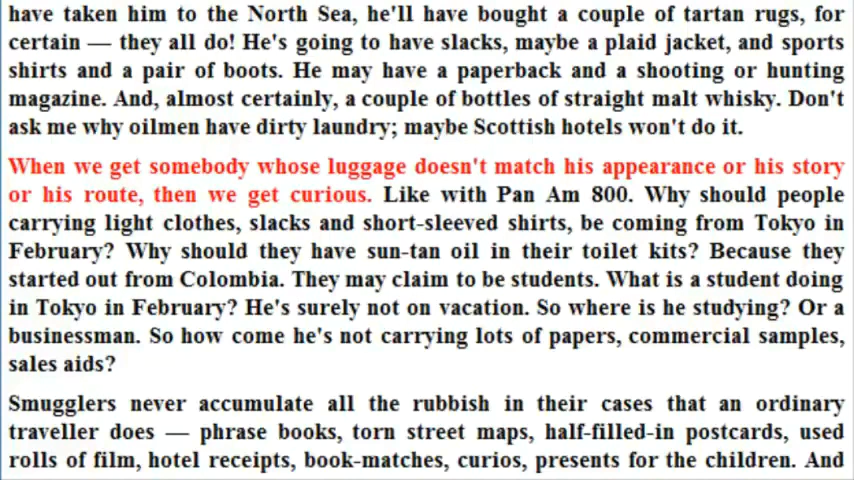 have taken him to the North Sea, he'll have bought a couple of tartan rugs, for
certain — they all do! He's going to have slacks, maybe a plaid jacket, and sports
shirts and a pair of boots. He may have a paperback and a shooting or hunting
magazine. And, almost certainly, a couple of bottles of straight malt whisky. Don't
ask me why oilmen have dirty laundry; maybe Scottish hotels won't do it.
When we get somebody whose luggage doesn't match his appearance or his story
or his route, then we get curious. Like with Pan Am 800. Why should people
carrying light clothes, slacks and short-sleeved shirts, be coming from Tokyo in
February? Why should they have sun-tan oil in their toilet kits? Because they
started out from Colombia. They may claim to be students. What is a student doing
in Tokyo in February? He's surely not on vacation. So where is he studying? Or a
businessman. So how come he's not carrying lots of papers, commercial samples,
sales aids?
Smugglers never accumulate all the rubbish in their cases that an ordinary
traveller does — phrase books, torn street maps, half-filled-in postcards, used
rolls of film, hotel receipts, book-matches, curios, presents for the children. And